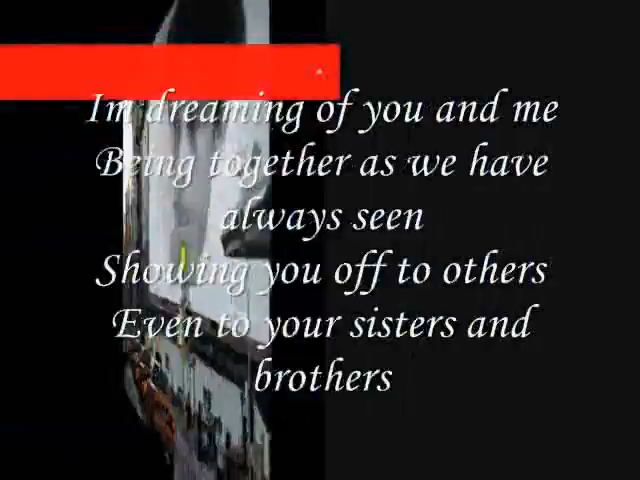 Im dreaming of you and me
Being together as we have
always seen
Showing you off to others
Even to your sisters and
brothers